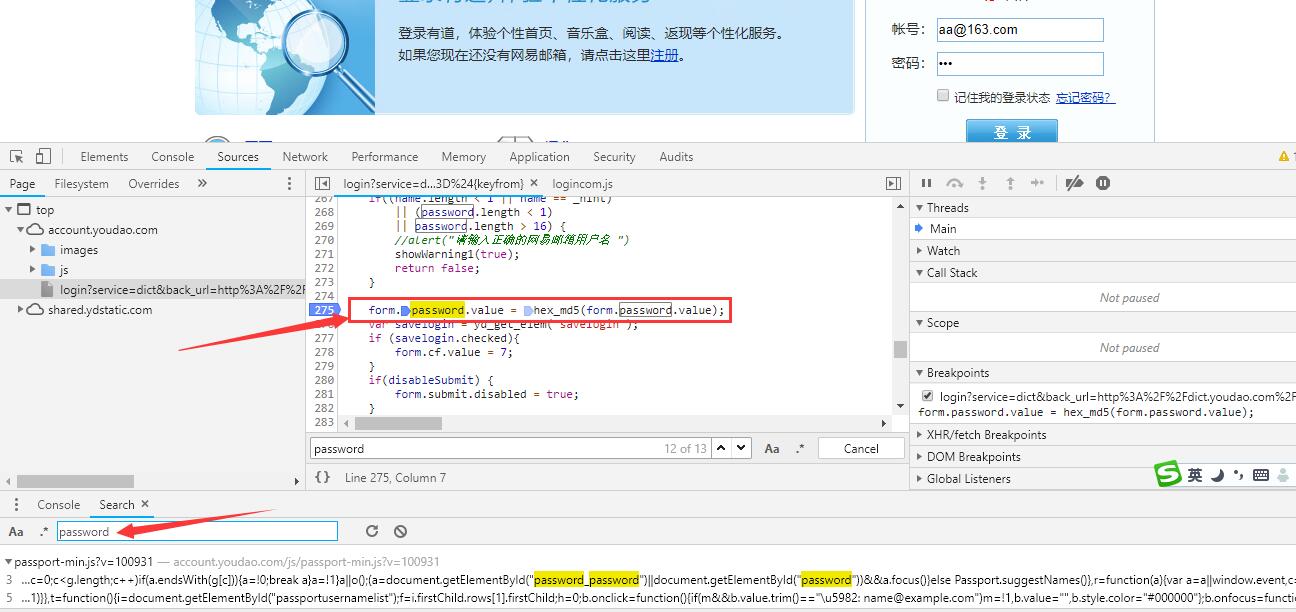 登录有道，体验个性首页、音乐盒、阅读、返现等个性化服务。
如果您现在还没有网易邮箱，请点击这里注册。
帐号： aa@163.com
密码： •••
记住我的登录状态 忘记密码？
登 录
Elements Console Sources Network Performance Memory Application Security Audits
Page Filesystem Overrides »
login?service=d...3D%24{keyfrom} × logincom.js
top
account.youdao.com
images
js
login?service=dict&back_url=http%3A%2F%2F
shared.ydstatic.com
267 if((name.length < 1 || name == _hint)
268 || (password.length < 1)
269 || password.length > 16) {
270 //alert("请输入正确的网易邮箱用户名 ")
271 showWarning1(true);
272 return false;
273 }
274
275 form.password.value = hex_md5(form.password.value);
276 var savelogin = yd_get_elem("savelogin");
277 if (savelogin.checked){
278 form.cf.value = 7;
279 }
280 if(disableSubmit) {
281 form.submit.disabled = true;
282 }
283
password 12 of 13 Aa .* Cancel
{} Line 275, Column 7
Threads
Main
Watch
Call Stack
Not paused
Scope
Not paused
Breakpoints
login?service=dict&back_url=http%3A%2F%2Fdict.youdao.com%2F
form.password.value = hex_md5(form.password.value);
XHR/fetch Breakpoints
DOM Breakpoints
Global Listeners
S 英
Console Search ×
Aa .* password
passport-min.js?v=100931 — account.youdao.com/js/passport-min.js?v=100931
3 ...c=0;c<g.length;c++)if(a.endsWith(g[c])){a=!0;break a}a=!1}a||o();(a=document.getElementById("password_password")||document.getElementById("password"))&&a.focus()}else Passport.suggestNames()},r=function(a){var a=a||window.event,c=
5 ...1)}},t=function(){i=document.getElementById("passportusernamelist");f=i.firstChild.rows[1].firstChild;h=0;b.onclick=function(){if(m&&b.value.trim()=="\u5982: name@example.com")m=!1,b.value="",b.style.color="#000000"};b.onfocus=function